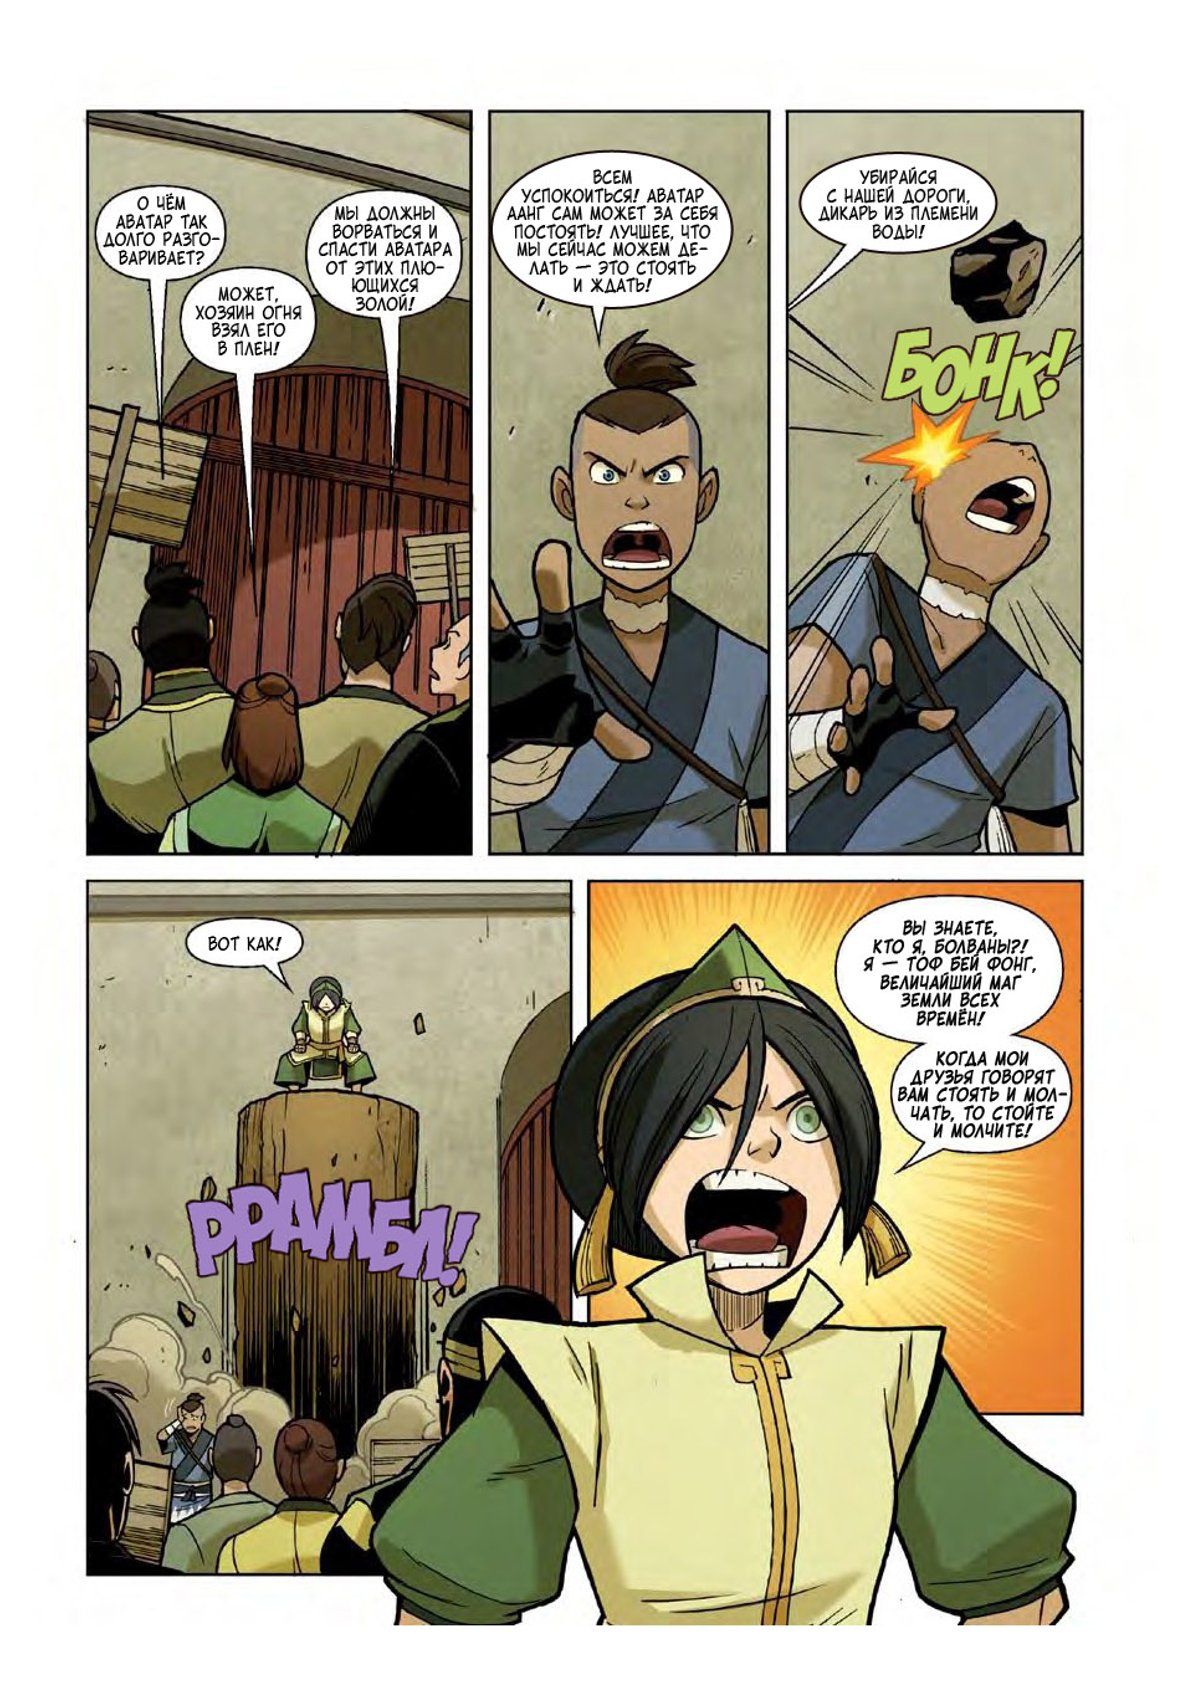 О ЧЁМ
АВАТАР ТАК
ДОЛГО РАЗГО-
ВАРИВАЕТ?
МОЖЕТ,
ХОЗЯИН ОГНЯ
ВЗЯЛ ЕГО
В ПЛЕН!
МЫ ДОЛЖНЫ
ВОРВАТЬСЯ И
СПАСТИ АВАТАРА
ОТ ЭТИХ ПЛЮ-
ЮЩИХСЯ
ЗОЛОЙ!
ВСЕМ
УСПОКОИТЬСЯ! АВАТАР
ААНГ САМ МОЖЕТ ЗА СЕБЯ
ПОСТОЯТЬ! ЛУЧШЕЕ, ЧТО
МЫ СЕЙЧАС МОЖЕМ ДЕ-
ЛАТЬ — ЭТО СТОЯТЬ
И ЖДАТЬ!
УБИРАЙСЯ
С НАШЕЙ ДОРОГИ,
ДИКАРЬ ИЗ ПЛЕМЕНИ
ВОДЫ!
БОНК!
ВОТ КАК!
РРАМБЛ!
ВЫ ЗНАЕТЕ,
КТО Я, БОЛВАНЫ?!
Я — ТОФ БЕЙ ФОНГ,
ВЕЛИЧАЙШИЙ МАГ
ЗЕМЛИ ВСЕХ
ВРЕМЁН!
КОГДА МОИ
ДРУЗЬЯ ГОВОРЯТ
ВАМ СТОЯТЬ И МОЛ-
ЧАТЬ, ТО СТОЙТЕ
И МОЛЧИТЕ!